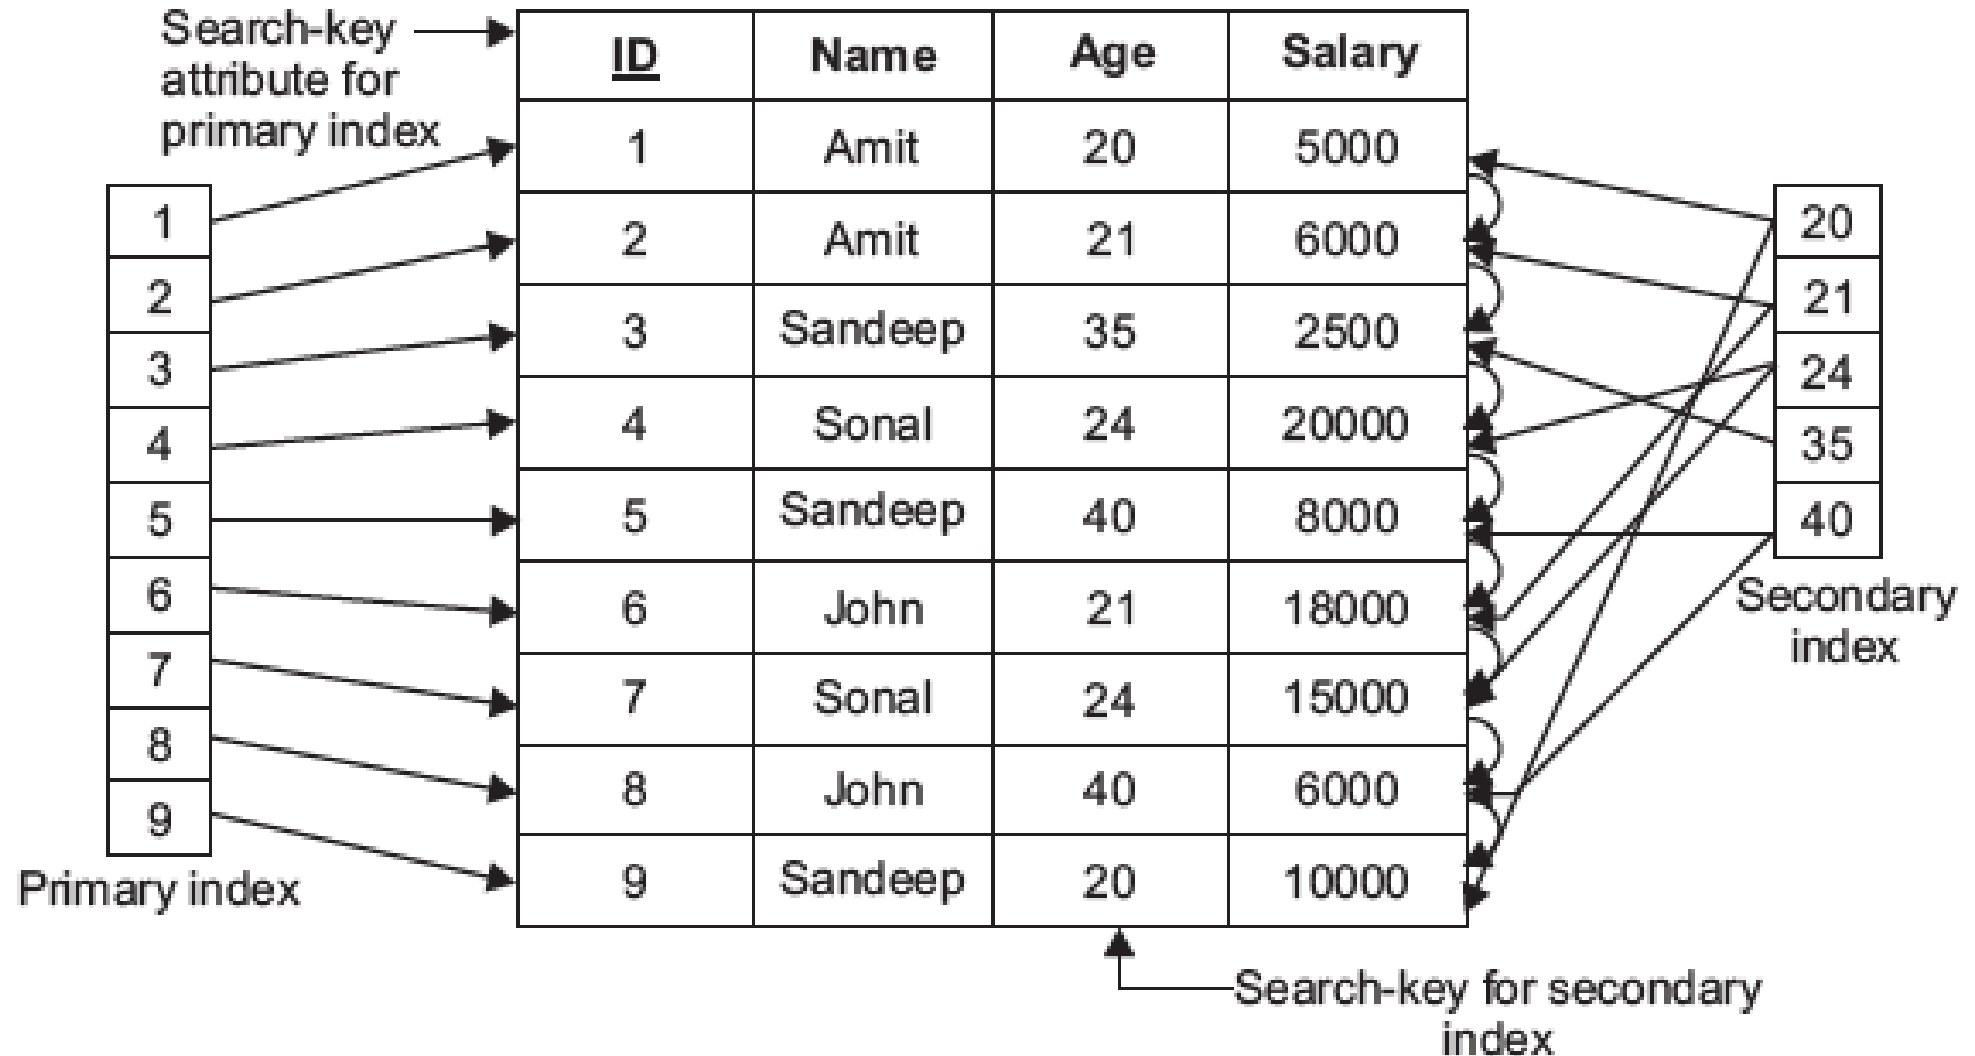 Search-key
attribute for
primary index
ID Name Age Salary
1 Amit 20 5000
2 Amit 21 6000
3 Sandeep 35 2500
4 Sonal 24 20000
5 Sandeep 40 8000
6 John 21 18000
7 Sonal 24 15000
8 John 40 6000
9 Sandeep 20 10000
1
2
3
4
5
6
7
8
9
Primary index
20
21
24
35
40
Secondary
index
Search-key for secondary
index